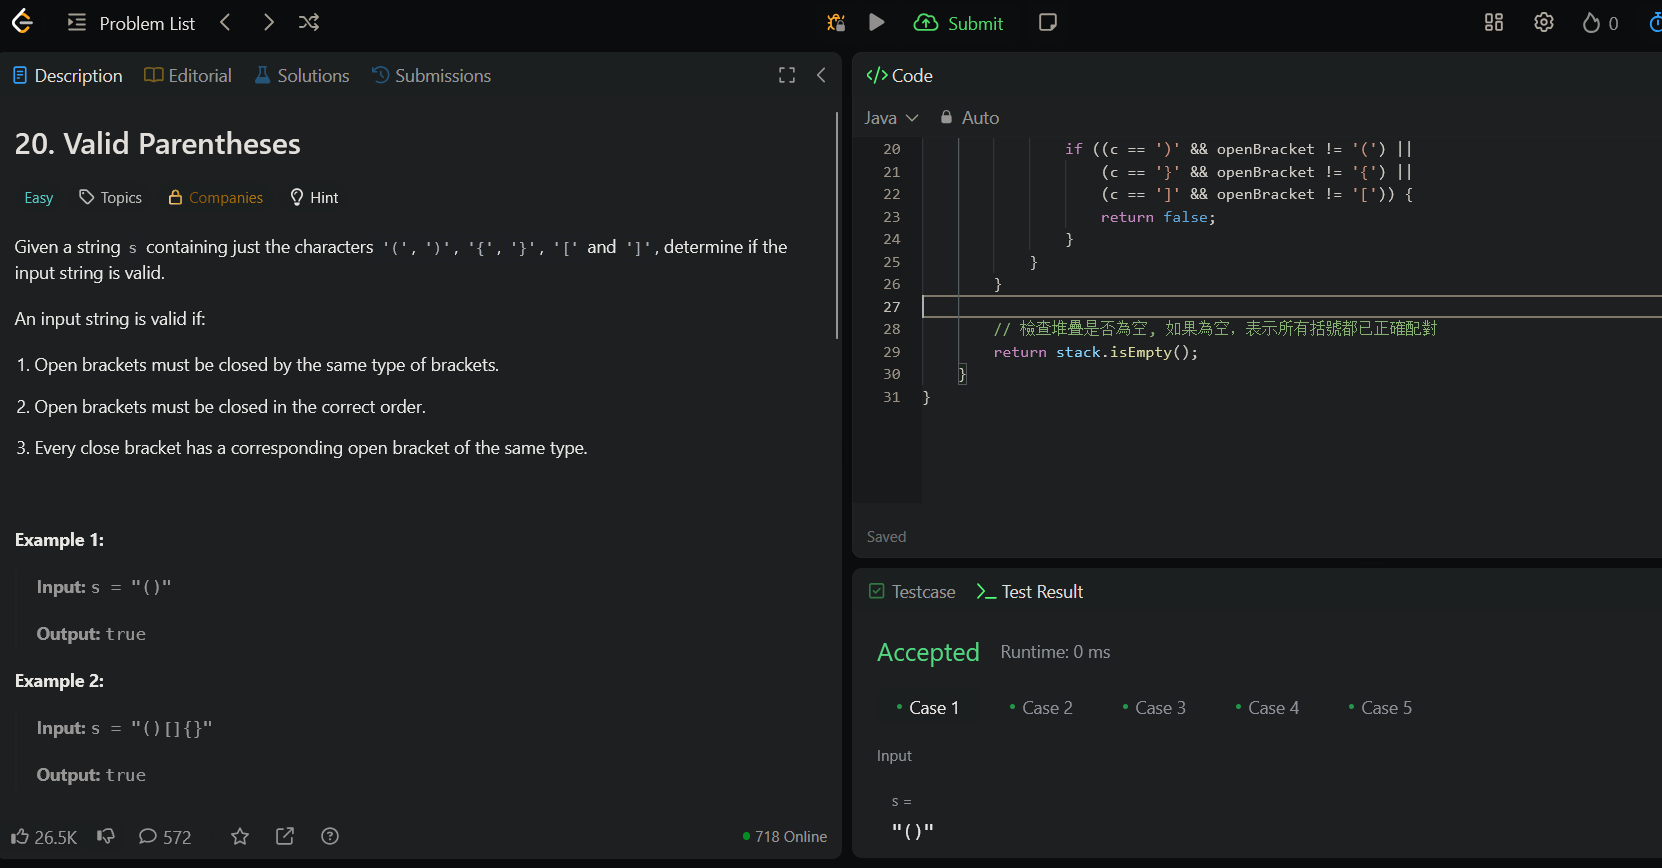 Problem List
Submit
0
Description
Editorial
Solutions
Submissions
20. Valid Parentheses
Easy
Topics
Companies
Hint
Given a string s containing just the characters '(', ')', '{', '}', '[' and ']', determine if the
input string is valid.
An input string is valid if:
1. Open brackets must be closed by the same type of brackets.
2. Open brackets must be closed in the correct order.
3. Every close bracket has a corresponding open bracket of the same type.
Example 1:
Input: s = "()"
Output: true
Example 2:
Input: s = "()[]{}"
Output: true
26.5K
572
718 Online
</> Code
Java
Auto
20 if ((c == ')' && openBracket != '(') ||
21 (c == '}' && openBracket != '{') ||
22 (c == ']' && openBracket != '[')) {
23 return false;
24 }
25 }
26 }
27
28 // 檢查堆疊是否為空, 如果為空，表示所有括號都已正確配對
29 return stack.isEmpty();
30 }
31 }
Saved
Testcase
Test Result
Accepted
Runtime: 0 ms
Case 1
Case 2
Case 3
Case 4
Case 5
Input
s =
"()"